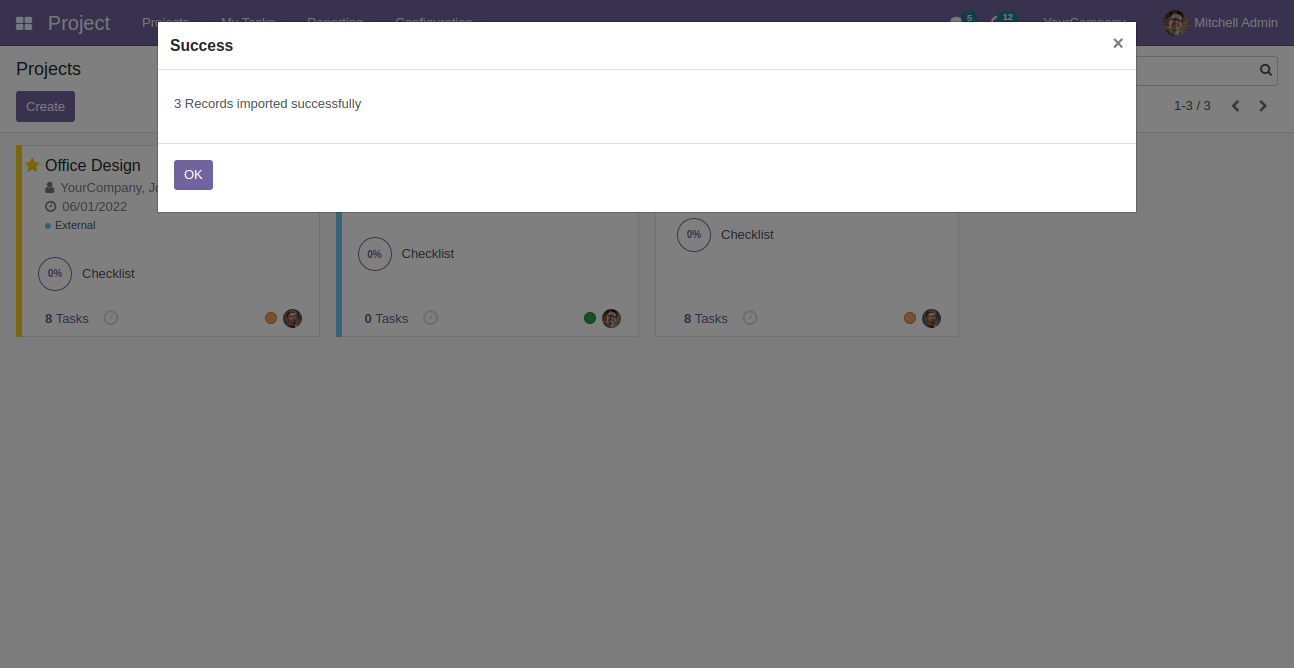 Project Projects My Tasks Reporting Configuration 5 12 YourCompany Mitchell Admin
Success ×
Projects
Create
3 Records imported successfully
1-3 / 3
OK
Office Design
YourCompany,
06/01/2022
External
0% Checklist
0% Checklist
0% Checklist
8 Tasks
0 Tasks
8 Tasks